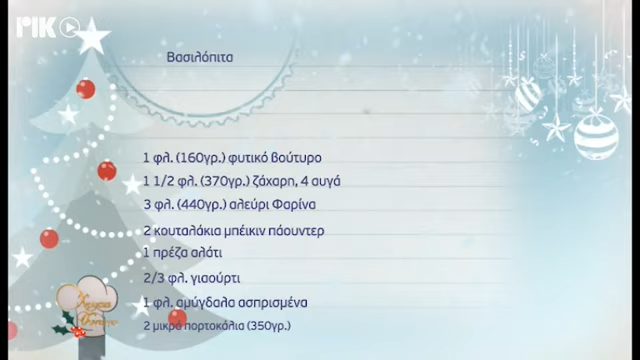 ΡΙΚ
Βασιλόπιτα
1 φλ. (160γρ.) φυτικό βούτυρο
1 1/2 φλ. (370γρ.) ζάχαρη, 4 αυγά
3 φλ. (440γρ.) αλεύρι Φαρίνα
2 κουταλάκια μπέικιν πάουντερ
1 πρέζα αλάτι
2/3 φλ. γιαούρτι
1 φλ. αμύγδαλα ασπρισμένα
2 μικρά πορτοκάλια (350γρ.)